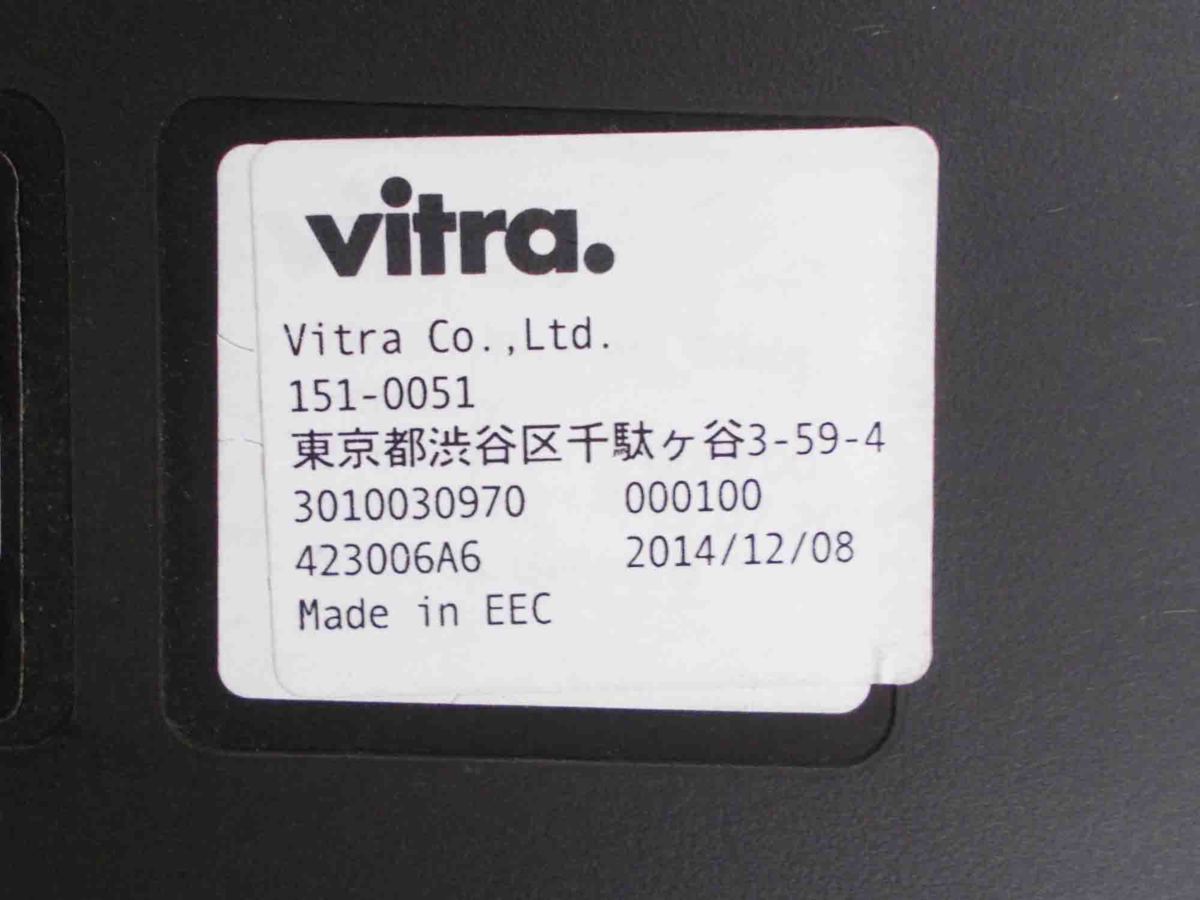 vitra.
Vitra Co.,Ltd.
151-0051
東京都渋谷区千駄ヶ谷3-59-4
3010030970 000100
423006A6 2014/12/08
Made in EEC